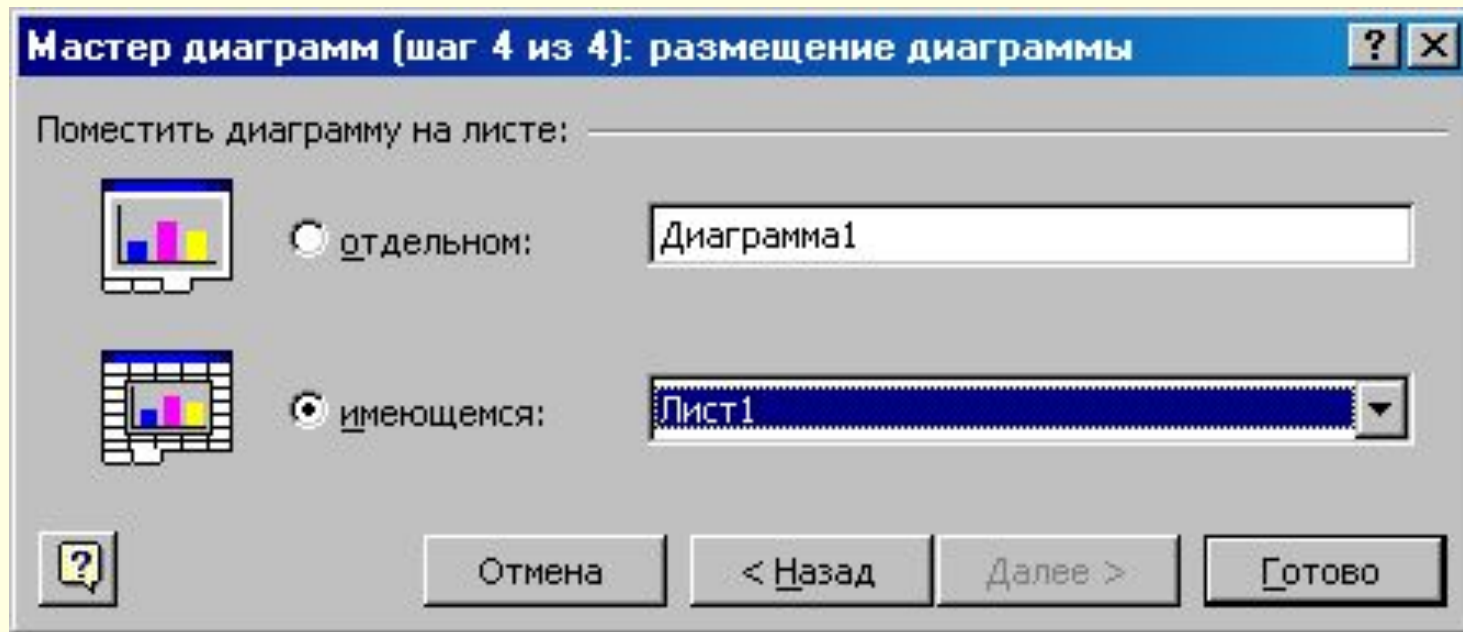 Мастер диаграмм (шаг 4 из 4): размещение диаграммы
Поместить диаграмму на листе:
отдельном: Диаграмма1
имеющемся: Лист1
Отмена < Назад Далее > Готово